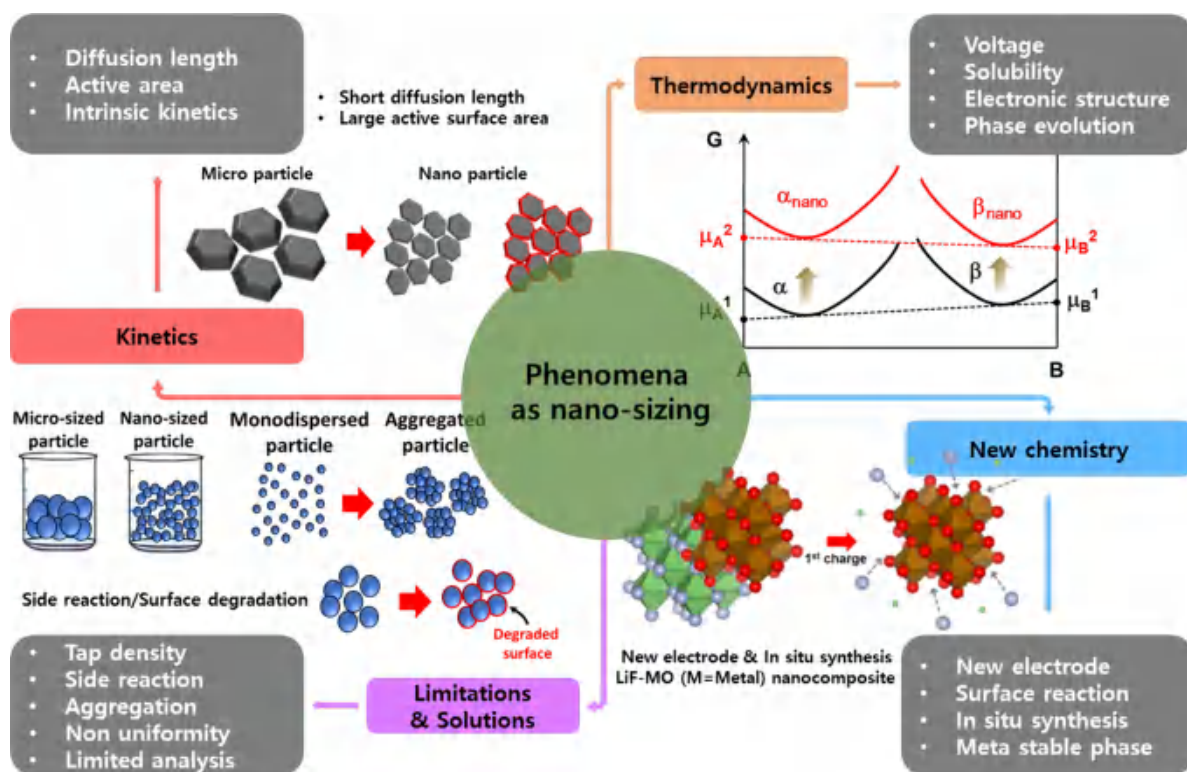 • Diffusion length
• Active area
• Intrinsic kinetics
• Short diffusion length
• Large active surface area
Micro particle
Nano particle
Kinetics
Thermodynamics
• Voltage
• Solubility
• Electronic structure
• Phase evolution
G
αnano
βnano
μA2
μB2
α
β
μA1
μB1
A
B
Phenomena
as nano-sizing
Micro-sized
particle
Nano-sized
particle
Monodispersed
particle
Aggregated
particle
Side reaction/Surface degradation
Degraded
surface
New chemistry
1st charge
New electrode & In situ synthesis
LiF-MO (M=Metal) nanocomposite
Limitations
& Solutions
• Tap density
• Side reaction
• Aggregation
• Non uniformity
• Limited analysis
• New electrode
• Surface reaction
• In situ synthesis
• Meta stable phase